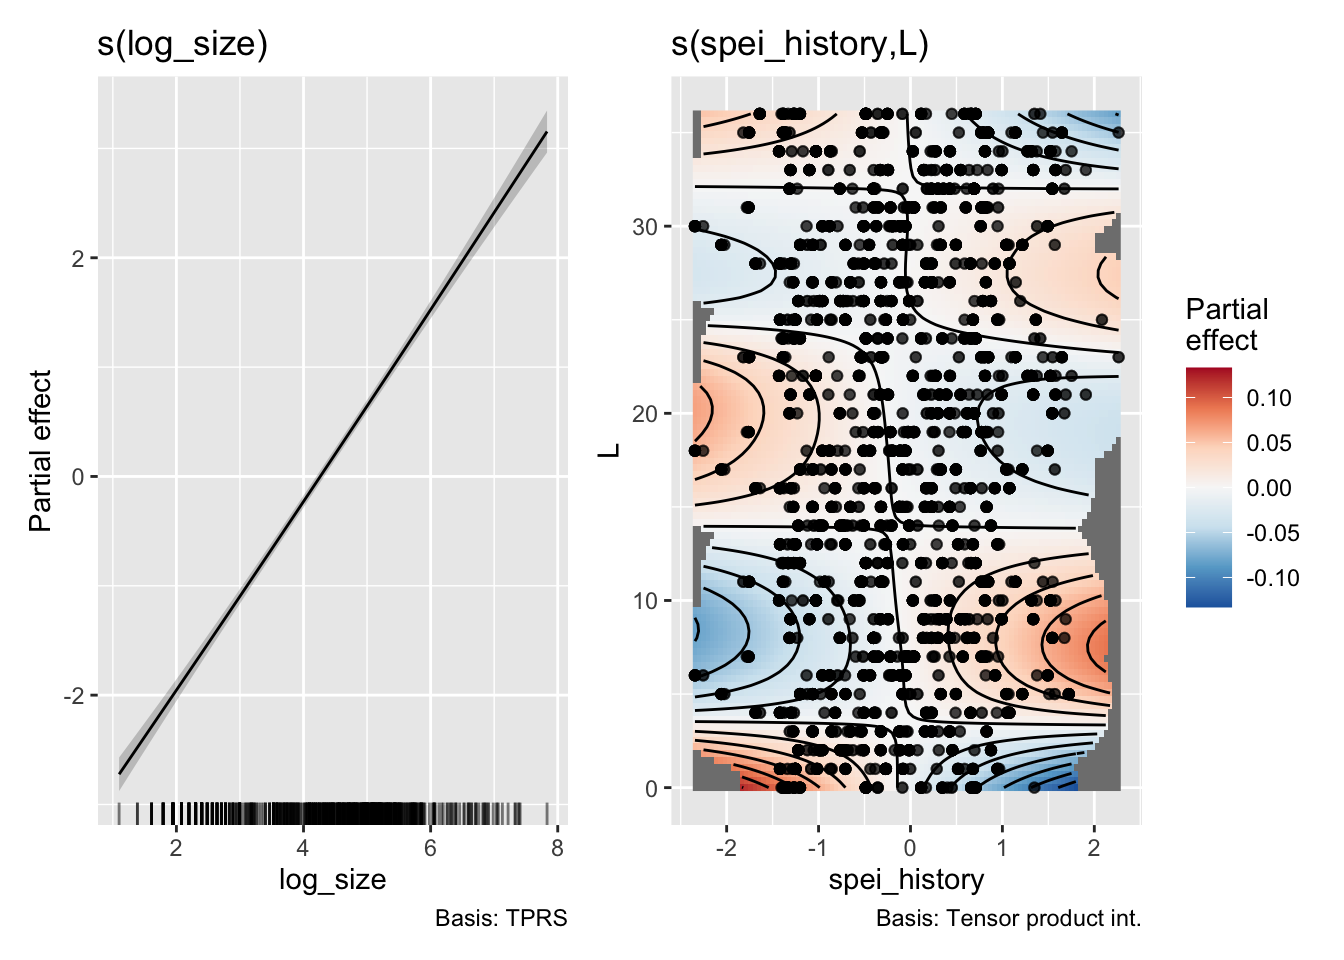 s(log_size)
Partial effect
2
0
-2
2
4
6
8
log_size
Basis: TPRS
s(spei_history,L)
L
30
20
10
0
-2
-1
0
1
2
spei_history
Basis: Tensor product int.
Partial
effect
0.10
0.05
0.00
-0.05
-0.10